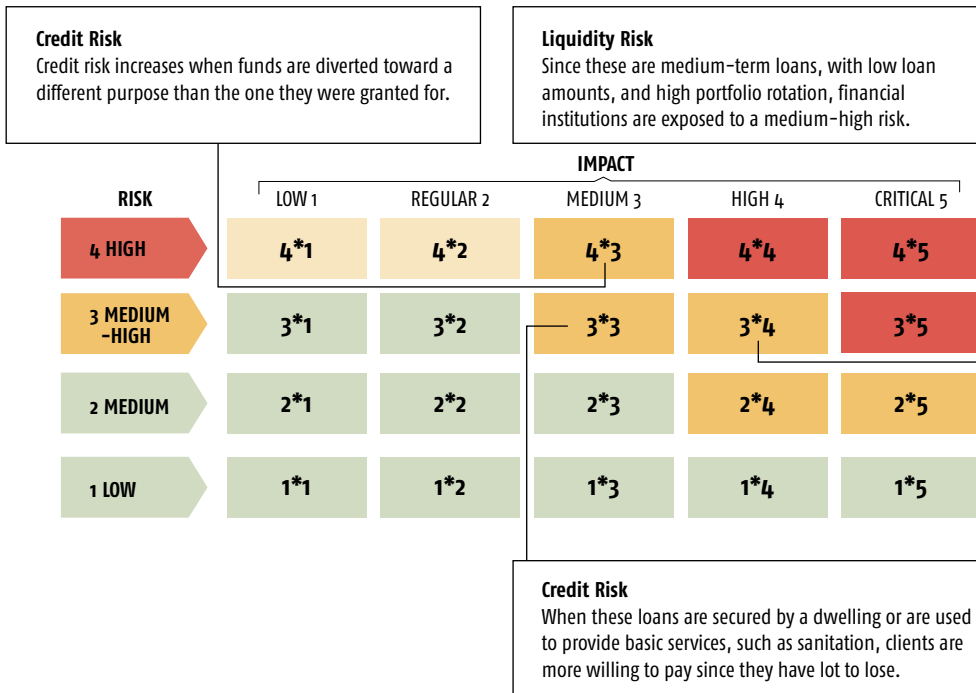 Credit Risk
Credit risk increases when funds are diverted toward a
different purpose than the one they were granted for.
Liquidity Risk
Since these are medium-term loans, with low loan
amounts, and high portfolio rotation, financial
institutions are exposed to a medium-high risk.
IMPACT
RISK LOW 1 REGULAR 2 MEDIUM 3 HIGH 4 CRITICAL 5
4 HIGH 4*1 4*2 4*3 4*4 4*5
3 MEDIUM
-HIGH 3*1 3*2 3*3 3*4 3*5
2 MEDIUM 2*1 2*2 2*3 2*4 2*5
1 LOW 1*1 1*2 1*3 1*4 1*5
Credit Risk
When these loans are secured by a dwelling or are used
to provide basic services, such as sanitation, clients are
more willing to pay since they have lot to lose.